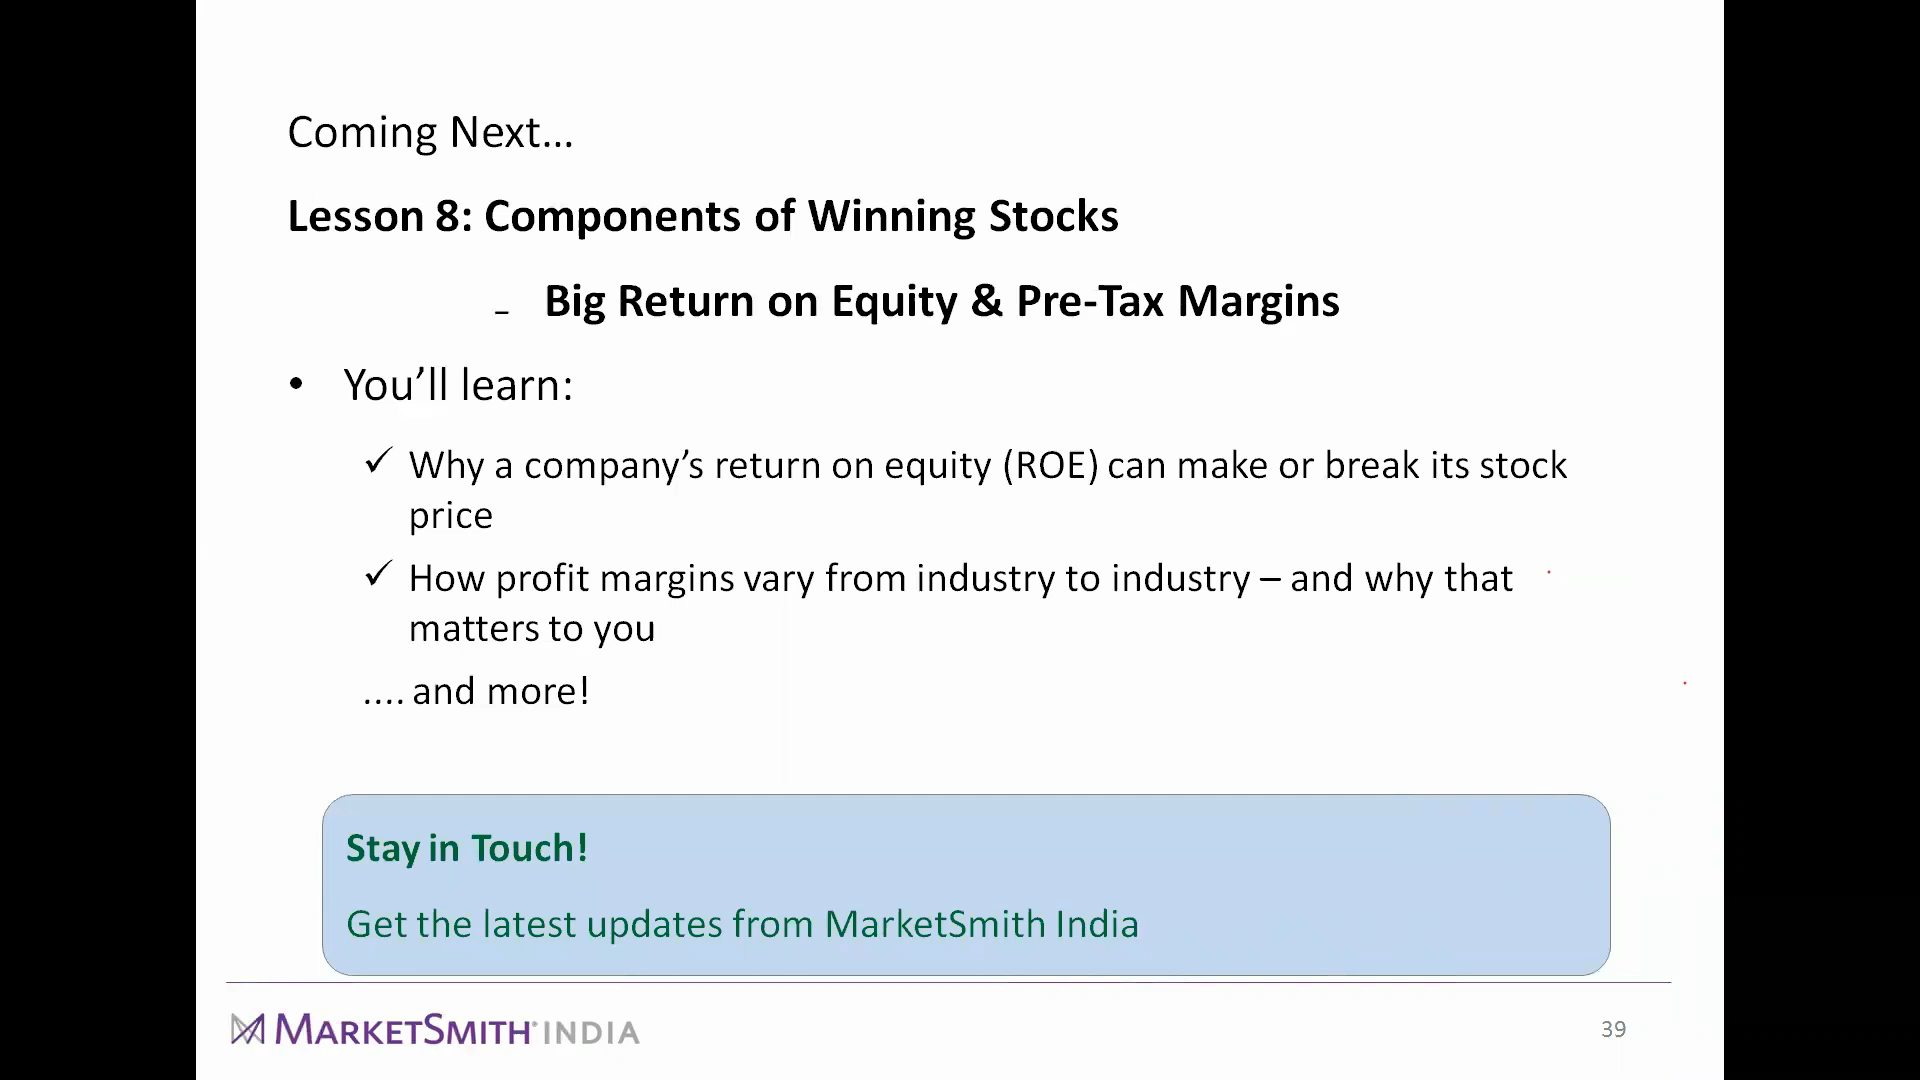 Coming Next...
Lesson 8: Components of Winning Stocks
– Big Return on Equity & Pre-Tax Margins
• You’ll learn:
✓ Why a company’s return on equity (ROE) can make or break its stock
price
✓ How profit margins vary from industry to industry – and why that
matters to you
.... and more!
Stay in Touch!
Get the latest updates from MarketSmith India
MARKETSMITH INDIA
39